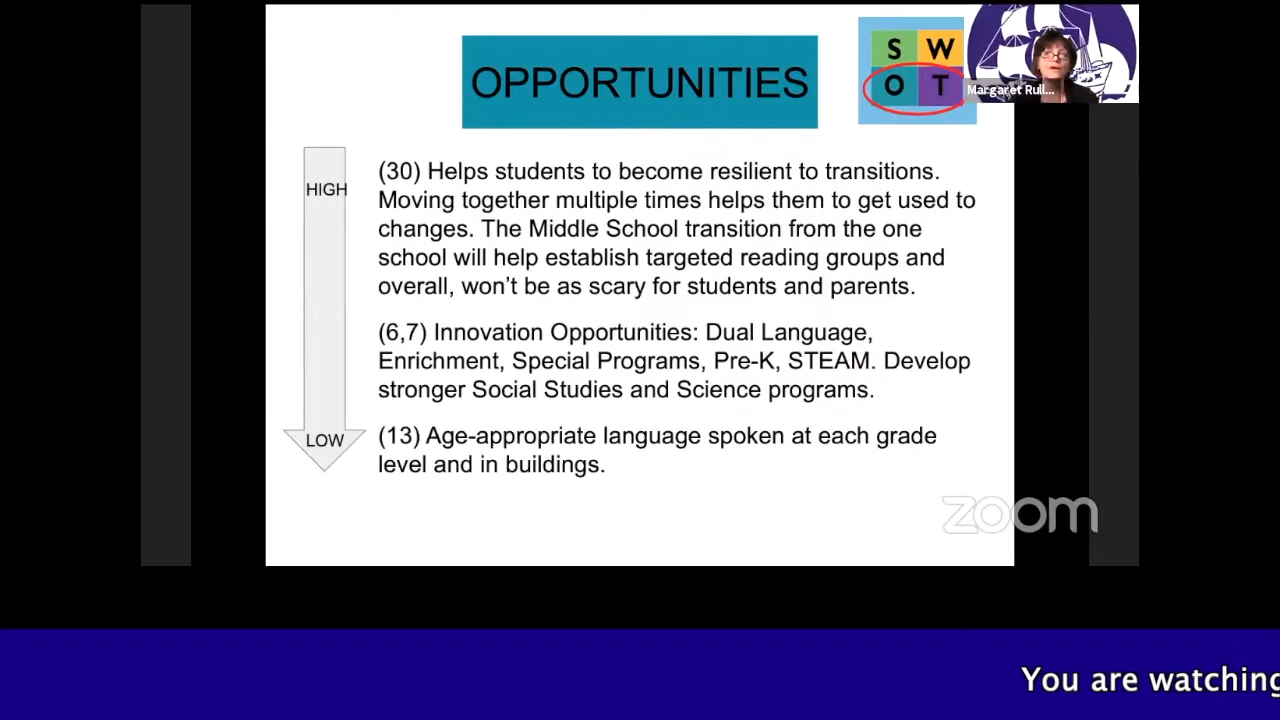 OPPORTUNITIES
S W
O T
Margaret Rull...
HIGH
LOW
(30) Helps students to become resilient to transitions.
Moving together multiple times helps them to get used to
changes. The Middle School transition from the one
school will help establish targeted reading groups and
overall, won't be as scary for students and parents.
(6,7) Innovation Opportunities: Dual Language,
Enrichment, Special Programs, Pre-K, STEAM. Develop
stronger Social Studies and Science programs.
(13) Age-appropriate language spoken at each grade
level and in buildings.
zoom
You are watching